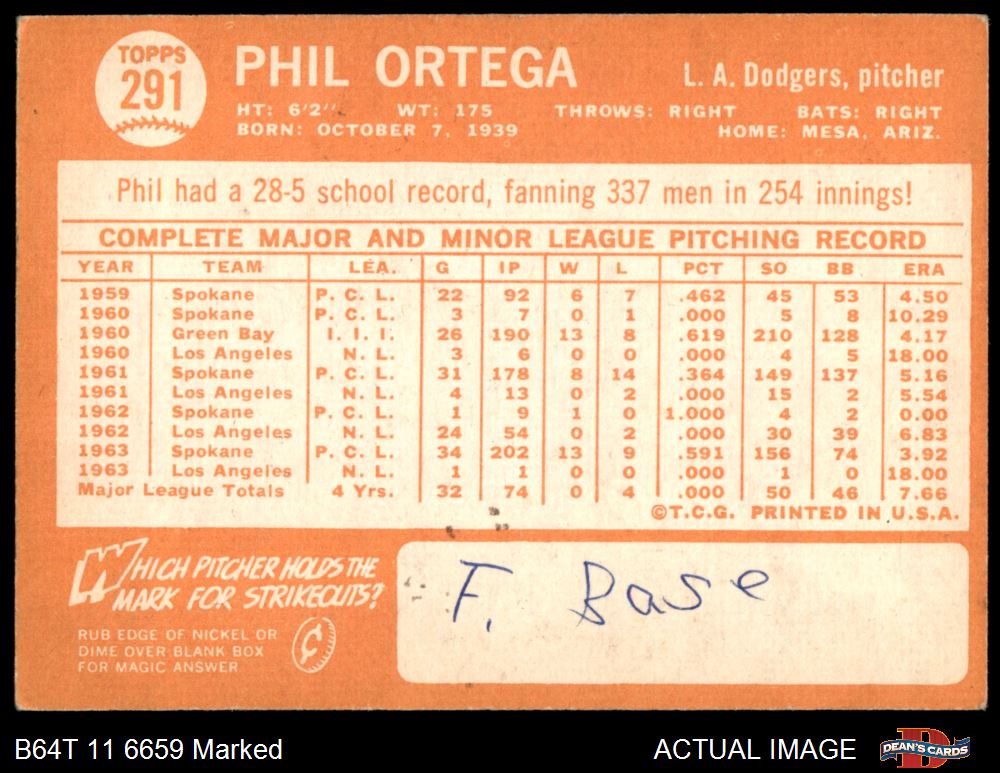 TOPPS
291
PHIL ORTEGA
L. A. Dodgers, pitcher
HT: 6'2" WT: 175 THROWS: RIGHT BATS: RIGHT
BORN: OCTOBER 7, 1939 HOME: MESA, ARIZ.
Phil had a 28-5 school record, fanning 337 men in 254 innings!
COMPLETE MAJOR AND MINOR LEAGUE PITCHING RECORD
YEAR TEAM LEA. G IP W L PCT SO BB ERA
1959 Spokane P. C. L. 22 92 6 7 .462 45 53 4.50
1960 Spokane P. C. L. 3 7 0 1 .000 5 8 10.29
1960 Green Bay I. I. I. 26 190 13 8 .619 210 128 4.17
1960 Los Angeles N. L. 3 6 0 0 .000 4 5 18.00
1961 Spokane P. C. L. 31 178 8 14 .364 149 137 5.16
1961 Los Angeles N. L. 4 13 0 2 .000 15 2 5.54
1962 Spokane P. C. L. 1 9 1 0 1.000 4 2 0.00
1962 Los Angeles N. L. 24 54 0 2 .000 30 39 6.83
1963 Spokane P. C. L. 34 202 13 9 .591 156 74 3.92
1963 Los Angeles N. L. 1 1 0 0 .000 1 0 18.00
Major League Totals 4 Yrs. 32 74 0 4 .000 50 46 7.66
©T.C.G. PRINTED IN U.S.A.
WHICH PITCHER HOLDS THE
MARK FOR STRIKEOUTS?
RUB EDGE OF NICKEL OR
DIME OVER BLANK BOX
FOR MAGIC ANSWER
¢
F. Base
B64T 11 6659 Marked
ACTUAL IMAGE
DEAN'S CARDS